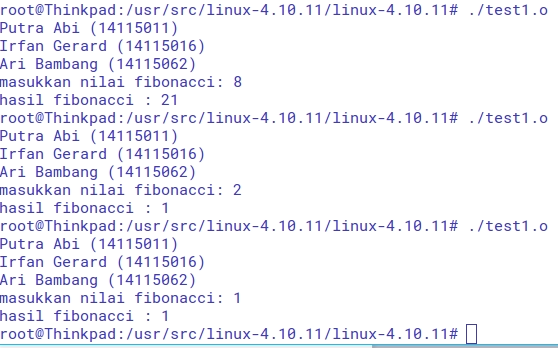 root@Thinkpad:/usr/src/linux-4.10.11/linux-4.10.11# ./test1.o
Putra Abi (14115011)
Irfan Gerard (14115016)
Ari Bambang (14115062)
masukkan nilai fibonacci: 8
hasil fibonacci : 21
root@Thinkpad:/usr/src/linux-4.10.11/linux-4.10.11# ./test1.o
Putra Abi (14115011)
Irfan Gerard (14115016)
Ari Bambang (14115062)
masukkan nilai fibonacci: 2
hasil fibonacci : 1
root@Thinkpad:/usr/src/linux-4.10.11/linux-4.10.11# ./test1.o
Putra Abi (14115011)
Irfan Gerard (14115016)
Ari Bambang (14115062)
masukkan nilai fibonacci: 1
hasil fibonacci : 1
root@Thinkpad:/usr/src/linux-4.10.11/linux-4.10.11#